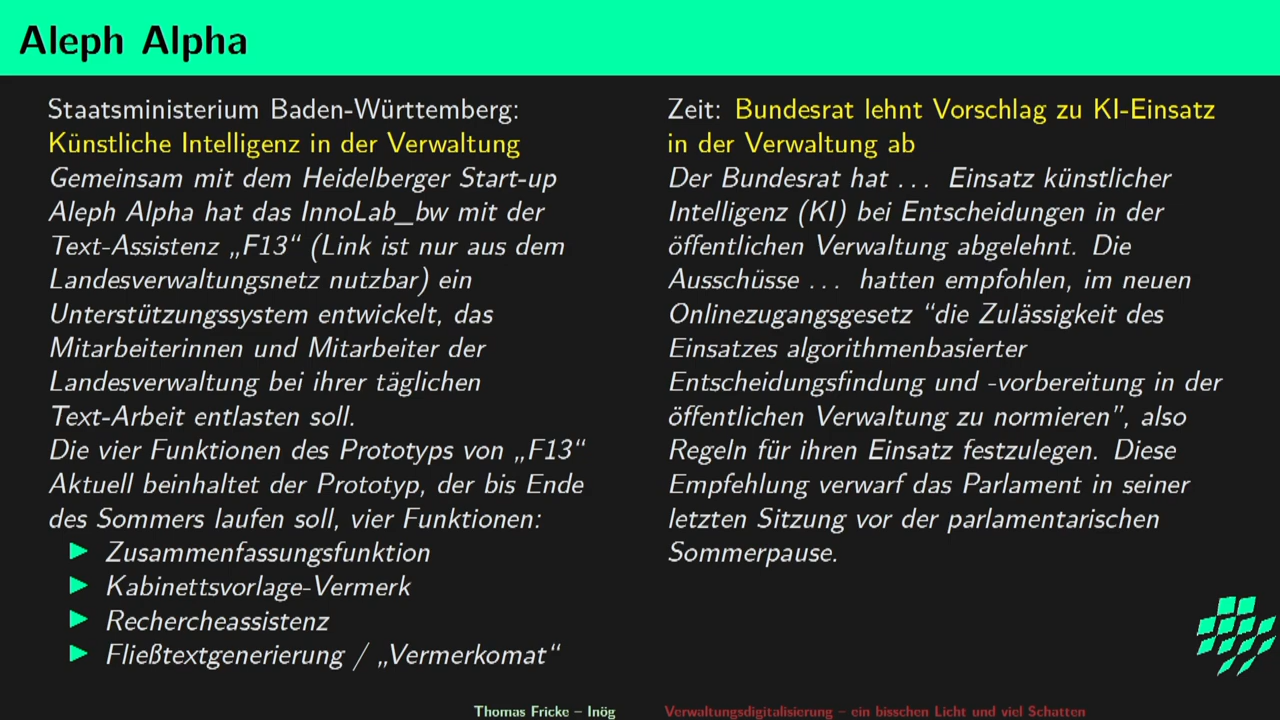 Aleph Alpha
Staatsministerium Baden-Württemberg:
Künstliche Intelligenz in der Verwaltung
Gemeinsam mit dem Heidelberger Start-up
Aleph Alpha hat das InnoLab_bw mit der
Text-Assistenz „F13“ (Link ist nur aus dem
Landesverwaltungsnetz nutzbar) ein
Unterstützungssystem entwickelt, das
Mitarbeiterinnen und Mitarbeiter der
Landesverwaltung bei ihrer täglichen
Text-Arbeit entlasten soll.
Die vier Funktionen des Prototyps von „F13“
Aktuell beinhaltet der Prototyp, der bis Ende
des Sommers laufen soll, vier Funktionen:
▶ Zusammenfassungsfunktion
▶ Kabinettsvorlage-Vermerk
▶ Rechercheassistenz
▶ Fließtextgenerierung / „Vermerkomat“
Zeit: Bundesrat lehnt Vorschlag zu KI-Einsatz
in der Verwaltung ab
Der Bundesrat hat ... Einsatz künstlicher
Intelligenz (KI) bei Entscheidungen in der
öffentlichen Verwaltung abgelehnt. Die
Ausschüsse ... hatten empfohlen, im neuen
Onlinezugangsgesetz “die Zulässigkeit des
Einsatzes algorithmenbasierter
Entscheidungsfindung und -vorbereitung in der
öffentlichen Verwaltung zu normieren”, also
Regeln für ihren Einsatz festzulegen. Diese
Empfehlung verwarf das Parlament in seiner
letzten Sitzung vor der parlamentarischen
Sommerpause.
Thomas Fricke – Inög
Verwaltungsdigitalisierung – ein bisschen Licht und viel Schatten